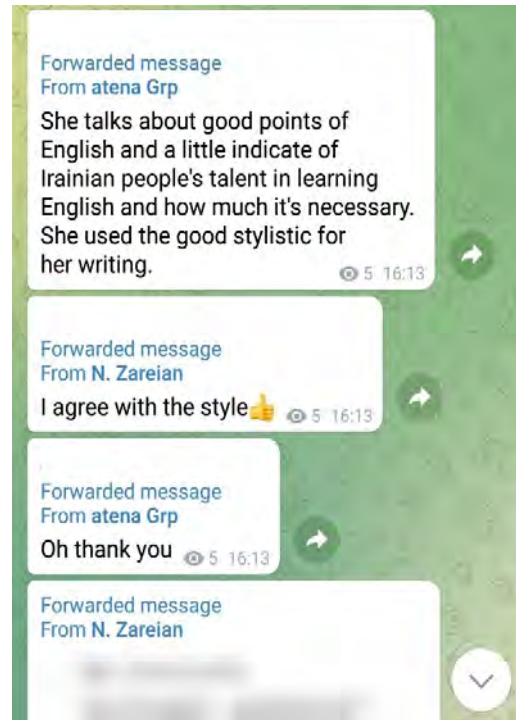 Forwarded message
From atena Grp
She talks about good points of
English and a little indicate of
Irainian people's talent in learning
English and how much it's necessary.
She used the good stylistic for
her writing.
5 16:13
Forwarded message
From N. Zareian
I agree with the style👍 5 16:13
Forwarded message
From atena Grp
Oh thank you 5 16:13
Forwarded message
From N. Zareian